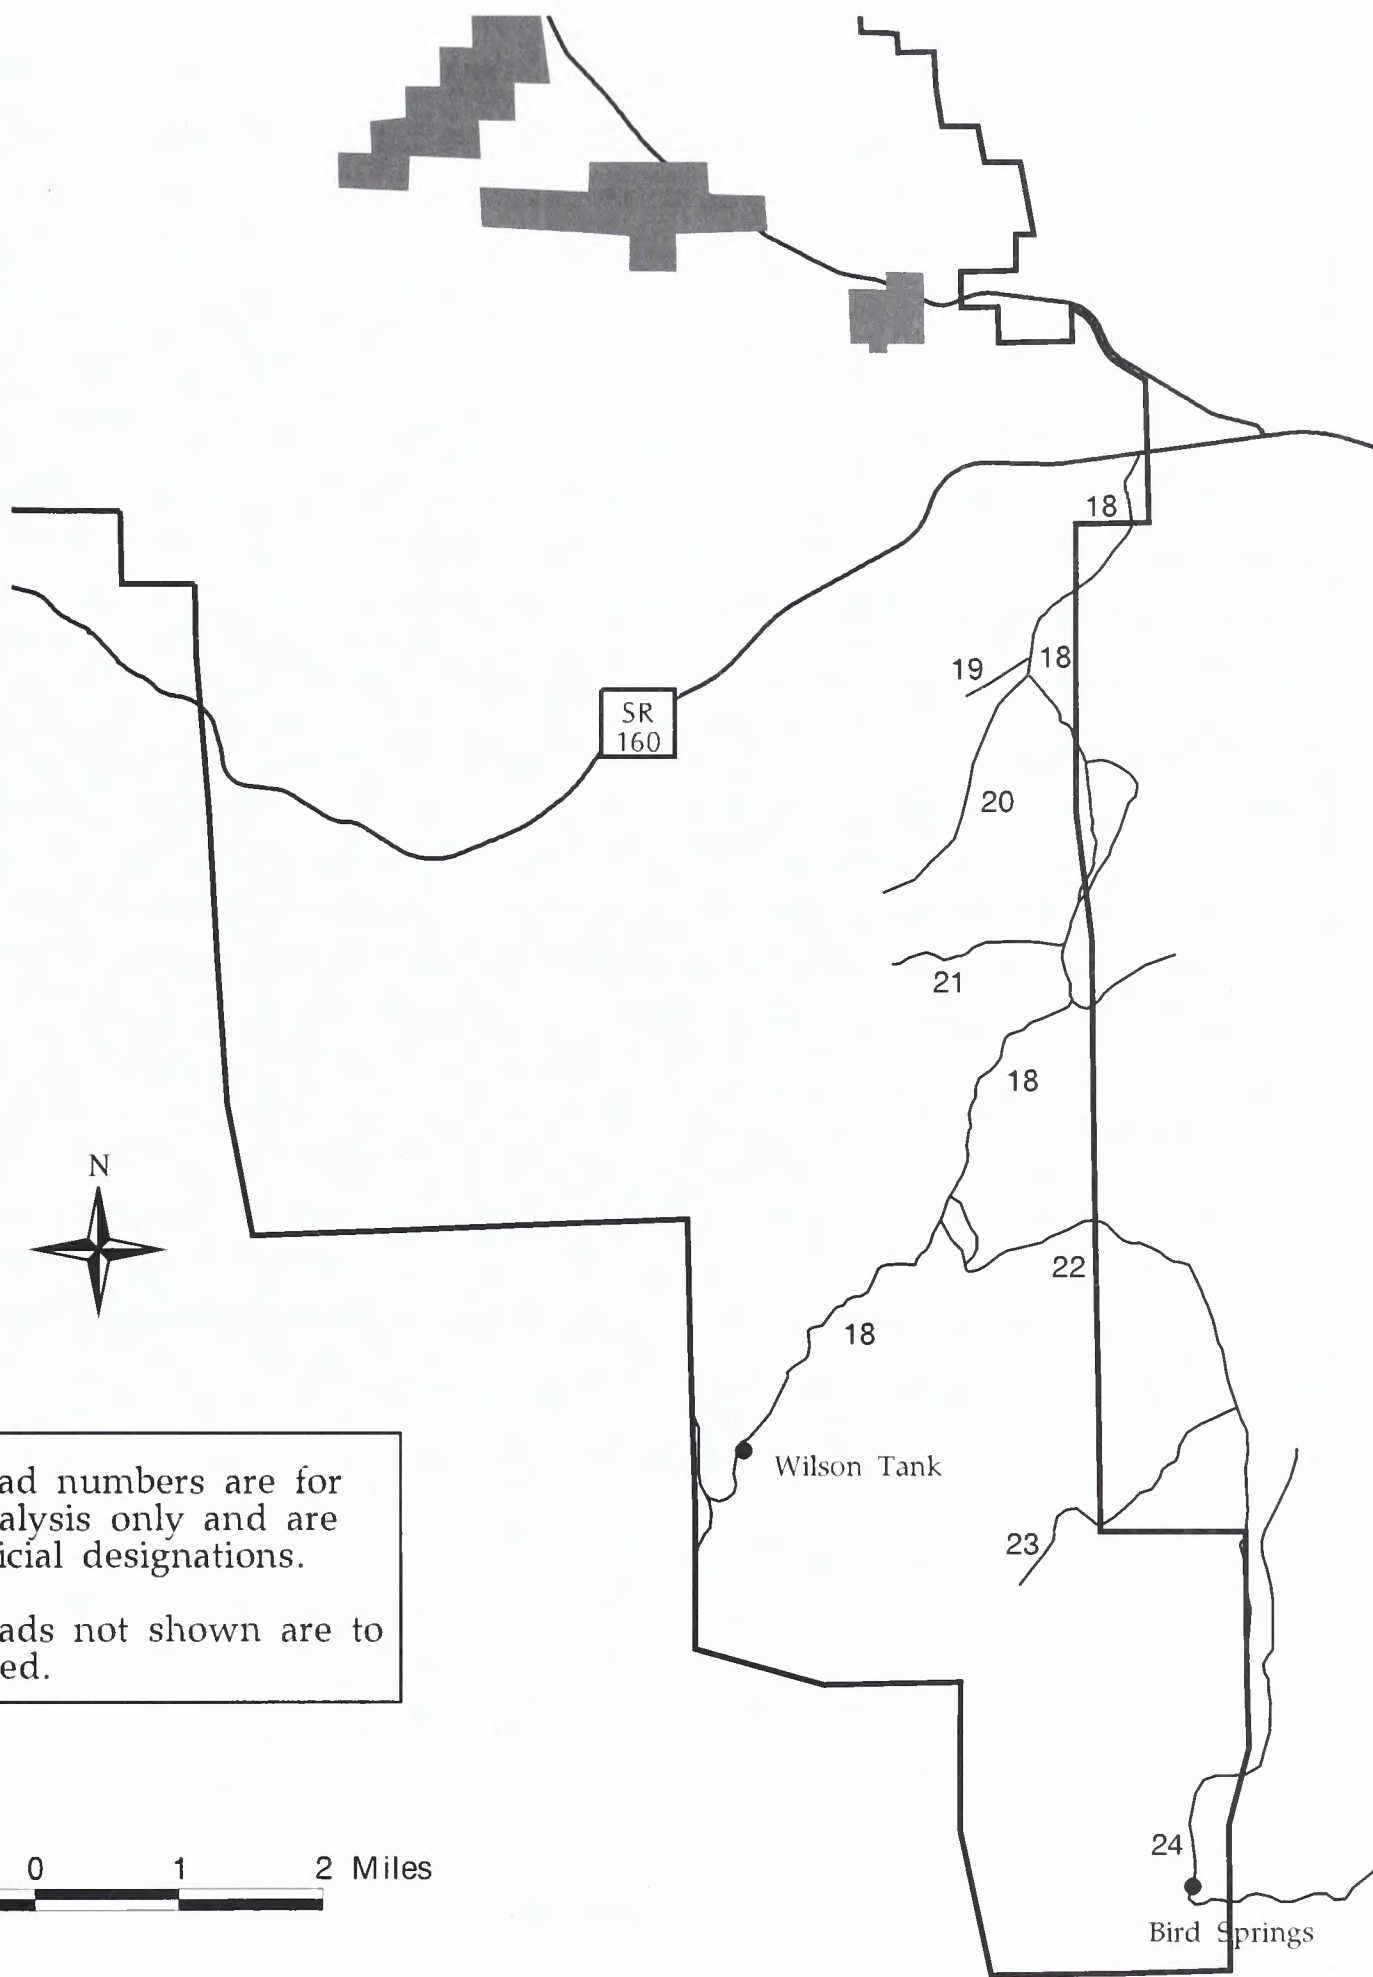 18
19
18
SR
160
20
21
18
N
22
18
Wilson Tank
ad numbers are for
alysis only and are
icial designations.
23
ads not shown are to
ed.
24
0 1 2 Miles
Bird Springs